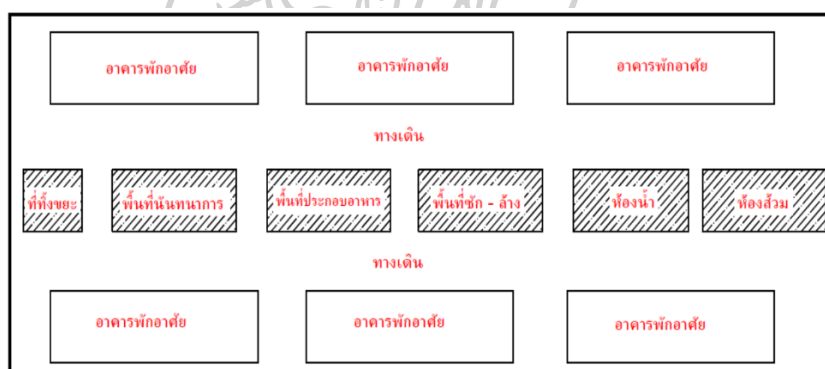 อาคารพักอาศัย อาคารพักอาศัย อาคารพักอาศัย
ทางเดิน
ที่ทิ้งขยะ พื้นที่นันทนาการ พื้นที่ประกอบอาหาร พื้นที่ซัก - ล้าง ห้องน้ำ ห้องส้วม
ทางเดิน
อาคารพักอาศัย อาคารพักอาศัย อาคารพักอาศัย